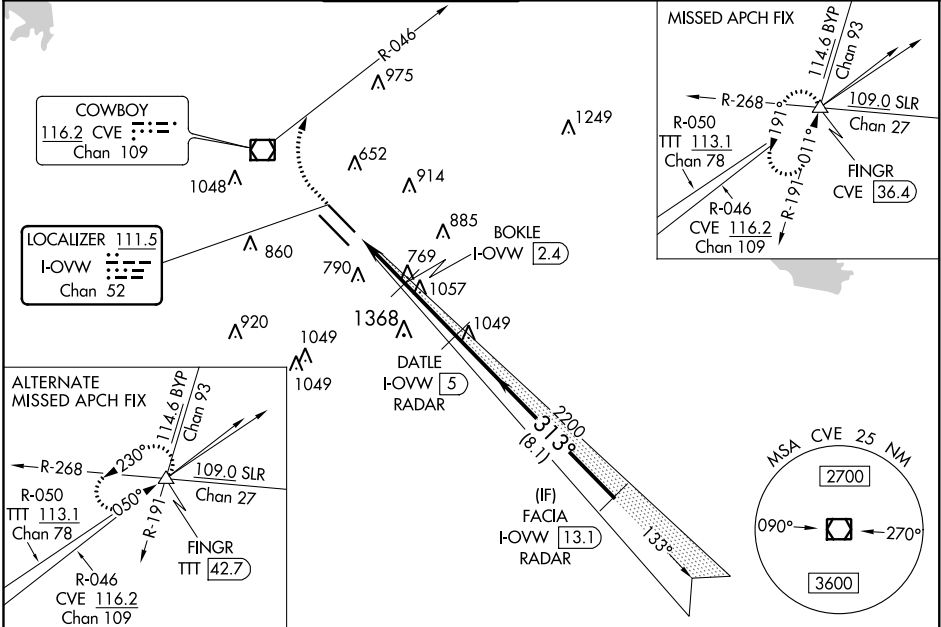 R-046
975
COWBOY
116.2 CVE
Chan 109
1048
652
914
1249
885
LOCALIZER 111.5
I-OVW
Chan 52
860
790
769
BOKLE
I-OVW 2.4
1057
1368
1049
920
1049
1049
DATLE
I-OVW 5
RADAR
2200
313°
(8.1)
(IF)
FACIA
I-OVW 13.1
RADAR
133°
MISSED APCH FIX
114.6 BYP
Chan 93
R-268
109.0 SLR
Chan 27
191°
R-050
TTT 113.1
Chan 78
R-191
011°
FINGR
CVE 36.4
R-046
CVE 116.2
Chan 109
ALTERNATE
MISSED APCH FIX
114.6 BYP
Chan 93
230°
R-268
109.0 SLR
Chan 27
R-050
TTT 113.1
Chan 78
050°
R-191
FINGR
TTT 42.7
R-046
CVE 116.2
Chan 109
MSA CVE 25 NM
2700
090°
270°
3600